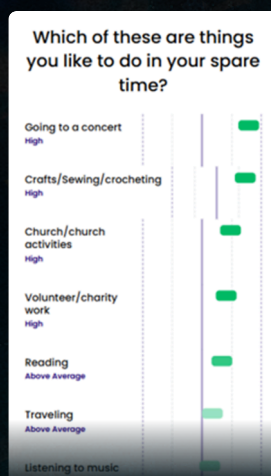 Which of these are things
you like to do in your spare
time?
Going to a concert
High
Crafts/Sewing/crocheting
High
Church/church
activities
High
Volunteer/charity
work
High
Reading
Above Average
Traveling
Above Average
Listening to music